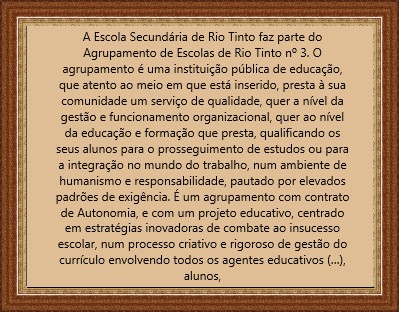 A Escola Secundária de Rio Tinto faz parte do
Agrupamento de Escolas de Rio Tinto nº 3. O
agrupamento é uma instituição pública de educação,
que atento ao meio em que está inserido, presta à sua
comunidade um serviço de qualidade, quer a nível da
gestão e funcionamento organizacional, quer ao nível
da educação e formação que presta, qualificando os
seus alunos para o prosseguimento de estudos ou para
a integração no mundo do trabalho, num ambiente de
humanismo e responsabilidade, pautado por elevados
padrões de exigência. É um agrupamento com contrato
de Autonomia, e com um projeto educativo, centrado
em estratégias inovadoras de combate ao insucesso
escolar, num processo criativo e rigoroso de gestão do
currículo envolvendo todos os agentes educativos (...),
alunos,